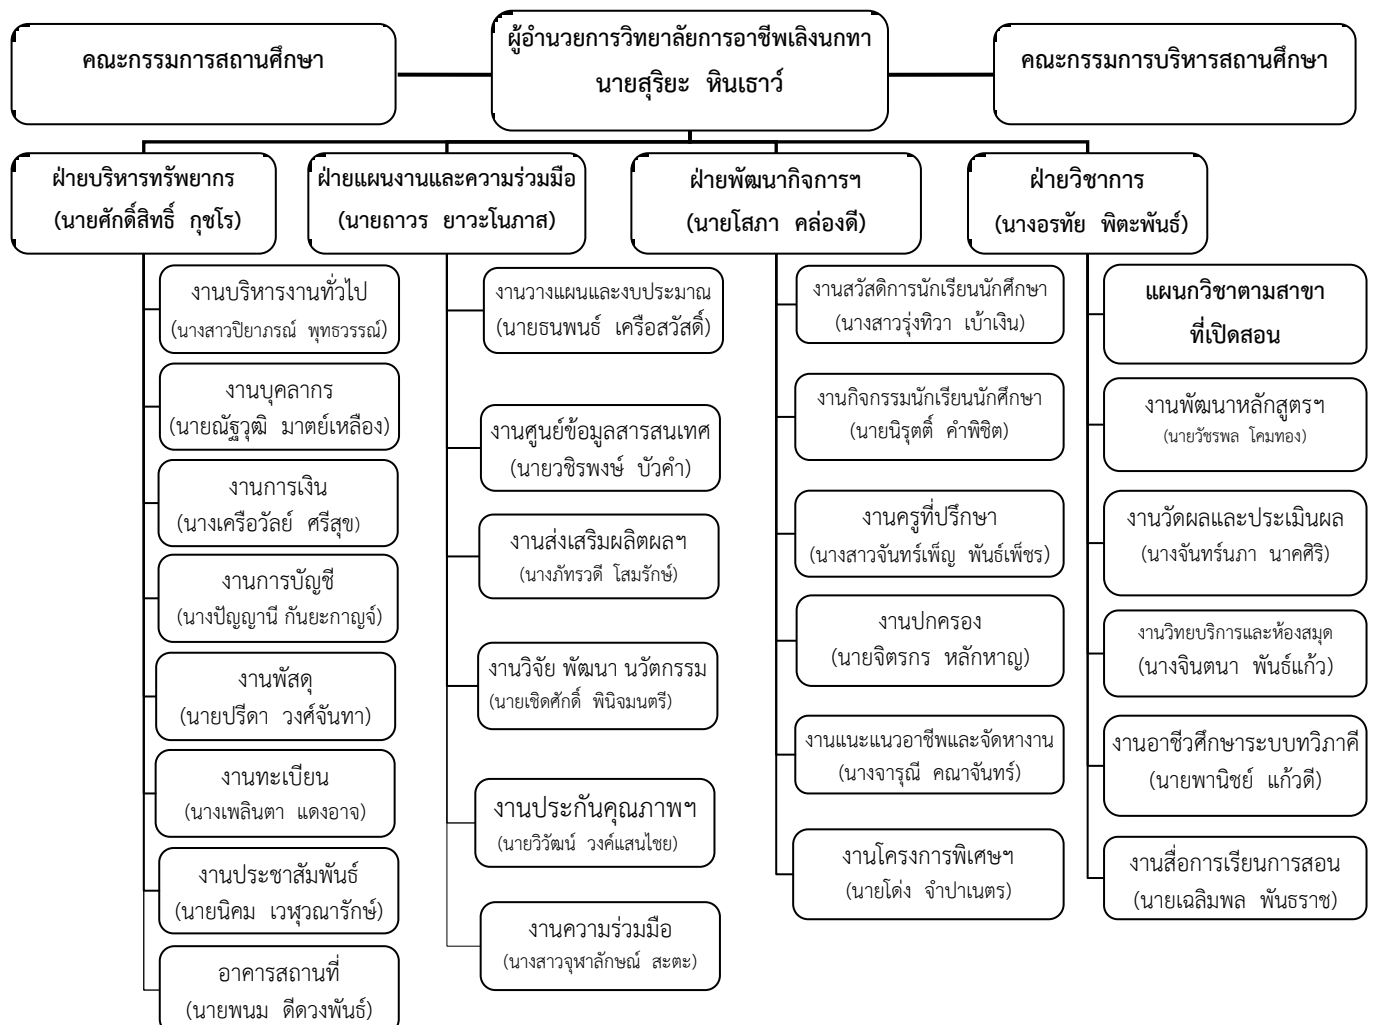 คณะกรรมการสถานศึกษา
ผู้อำนวยการวิทยาลัยการอาชีพเลิงนกทา
นายสุริยะ หินเธาว์
คณะกรรมการบริหารสถานศึกษา
ฝ่ายบริหารทรัพยากร
(นายศักดิ์สิทธิ์ กุชโร)
ฝ่ายแผนงานและความร่วมมือ
(นายถาวร ยาวะโนภาส)
ฝ่ายพัฒนากิจการฯ
(นายโสภา คล่องดี)
ฝ่ายวิชาการ
(นางอรทัย พิตะพันธ์)
งานบริหารงานทั่วไป
(นางสาวปิยาภรณ์ พุทธวรรณ์)
งานบุคลากร
(นายณัฐวุฒิ มาตย์เหลือง)
งานการเงิน
(นางเครือวัลย์ ศรีสุข)
งานการบัญชี
(นางปัญญานี กันยะกาญจ์)
งานพัสดุ
(นายปรีดา วงศ์จันทา)
งานทะเบียน
(นางเพลินตา แดงอาจ)
งานประชาสัมพันธ์
(นายนิคม เวฬุวณารักษ์)
อาคารสถานที่
(นายพนม ดีดวงพันธ์)
งานวางแผนและงบประมาณ
(นายธนพนธ์ เครือสวัสดิ์)
งานศูนย์ข้อมูลสารสนเทศ
(นายวชิรพงษ์ บัวคำ)
งานส่งเสริมผลิตผลฯ
(นางภัทรวดี โสมรักษ์)
งานวิจัย พัฒนา นวัตกรรม
(นายเชิดศักดิ์ พินิจมนตรี)
งานประกันคุณภาพฯ
(นายวิวัฒน์ วงค์แสนไชย)
งานความร่วมมือ
(นางสาวจุฬาลักษณ์ สะตะ)
งานสวัสดิการนักเรียนนักศึกษา
(นางสาวรุ่งทิวา เบ้าเงิน)
งานกิจกรรมนักเรียนนักศึกษา
(นายนิรุตติ์ คำพิชิต)
งานครูที่ปรึกษา
(นางสาวจันทร์เพ็ญ พันธ์เพ็ชร)
งานปกครอง
(นายจิตรกร หลักหาญ)
งานแนะแนวอาชีพและจัดหางาน
(นางจารุณี คณาจันทร์)
งานโครงการพิเศษฯ
(นายโด่ง จำปาเนตร)
แผนกวิชาตามสาขา
ที่เปิดสอน
งานพัฒนาหลักสูตรฯ
(นายวัชรพล โคมทอง)
งานวัดผลและประเมินผล
(นางจันทร์นภา นาคศิริ)
งานวิทยบริการและห้องสมุด
(นางจินตนา พันธ์แก้ว)
งานอาชีวศึกษาระบบทวิภาคี
(นายพานิชย์ แก้วดี)
งานสื่อการเรียนการสอน
(นายเฉลิมพล พันธราช)